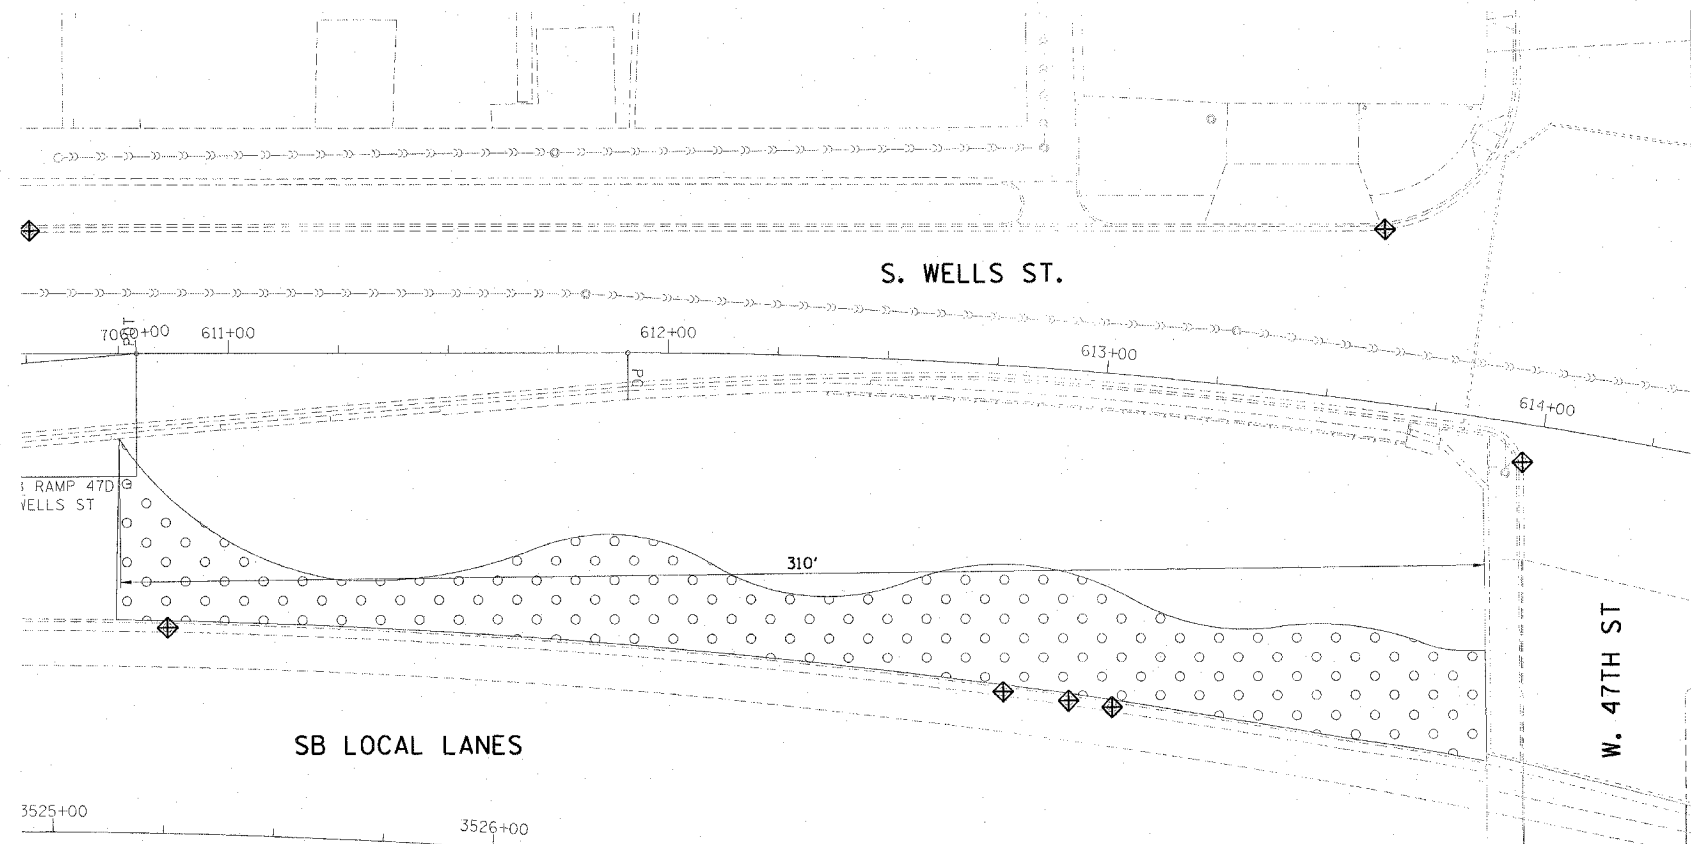 S. WELLS ST.
7060+00
POT
611+00
612+00
PC
613+00
614+00
RAMP 47D
WELLS ST
310'
W. 47TH ST
SB LOCAL LANES
3525+00
3526+00